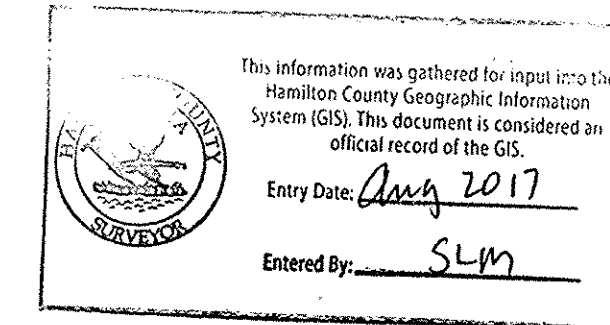 This information was gathered for input into the
Hamilton County Geographic Information
System (GIS). This document is considered an
official record of the GIS.
Entry Date: Aug 2017
Entered By: SLM
SURVEYOR